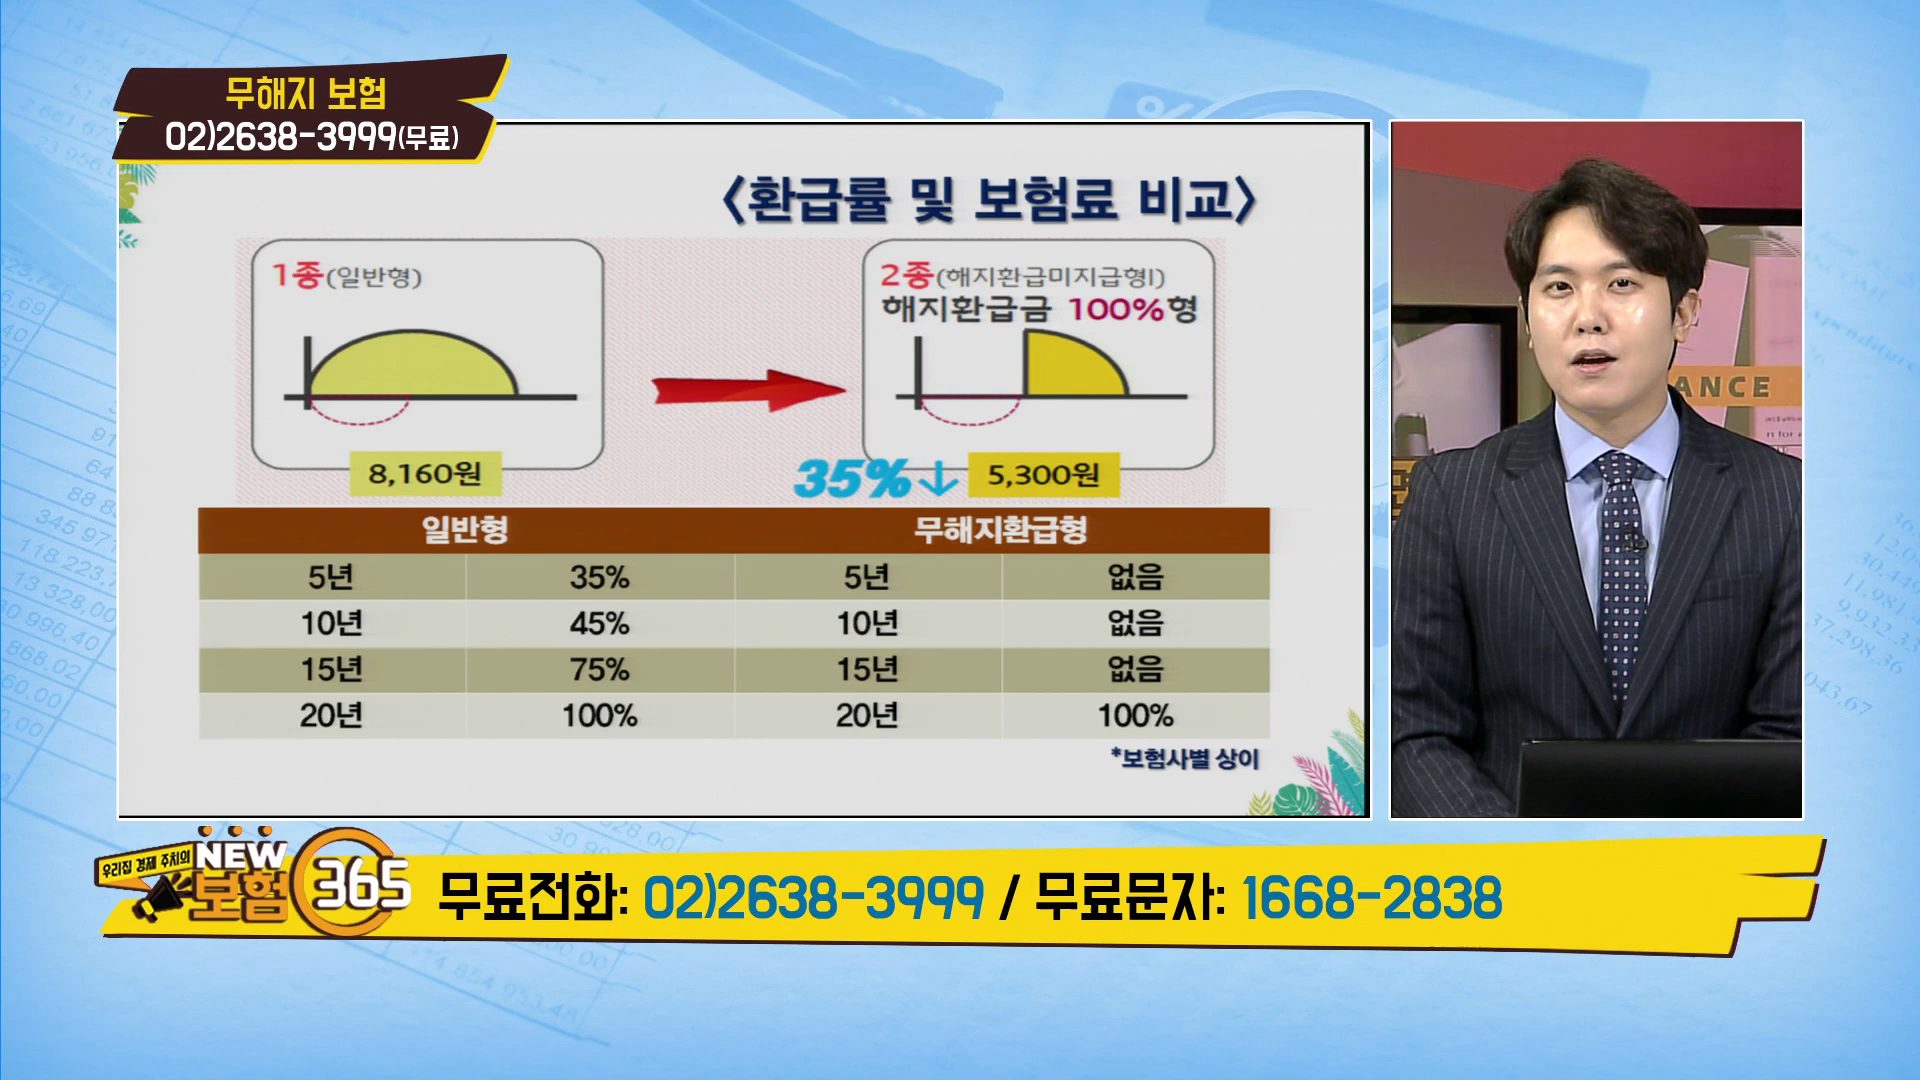 무해지 보험
02)2638-3999(무료)
<환급률 및 보험료 비교>
1종(일반형)
8,160원
2종(해지환급미지급형I)
해지환급금 100%형
35%↓
5,300원
일반형 무해지환급형
5년 35% 5년 없음
10년 45% 10년 없음
15년 75% 15년 없음
20년 100% 20년 100%
*보험사별 상이
ANCE
우리집 경제 주치의
NEW
보험 365
무료전화: 02)2638-3999 / 무료문자: 1668-2838